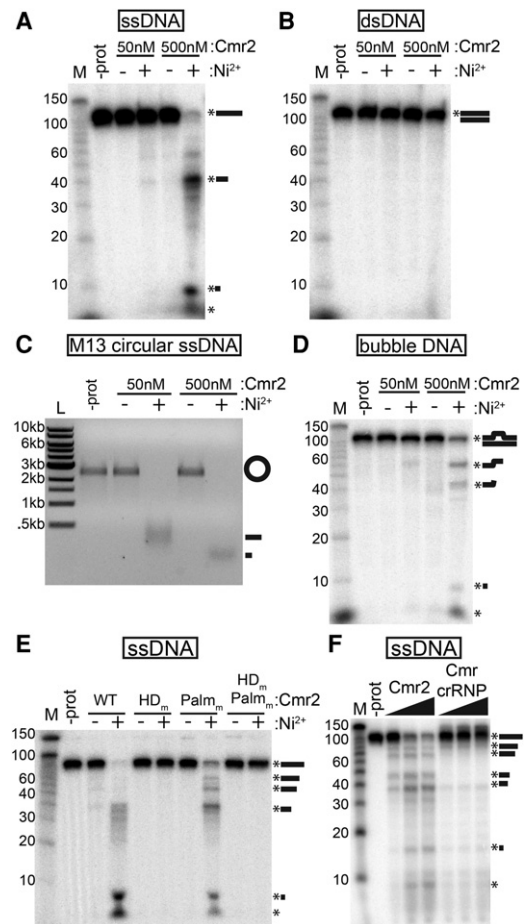 A ssDNA
-prot 50nM 500nM :Cmr2
M - + - + :Ni2+
150
100
60
40
20
10
*
*
*
*
B dsDNA
-prot 50nM 500nM :Cmr2
M - + - + :Ni2+
150
100
60
40
20
10
*
C M13 circular ssDNA
-prot 50nM 500nM :Cmr2
L - + - + :Ni2+
10kb
6kb
3kb
2kb
1kb
.5kb
D bubble DNA
-prot 50nM 500nM :Cmr2
M - + - + :Ni2+
150
100
60
40
20
10
*
*
*
*
*
E ssDNA
-prot WT HDm Palmm HDm Palmm :Cmr2
M - + - + - + - + :Ni2+
150
100
60
40
30
20
10
*
*
*
*
*
*
F ssDNA
Cmr2 Cmr crRNP
M -prot
150
100
80
60
50
40
30
20
10
*
*
*
*
*
*
*